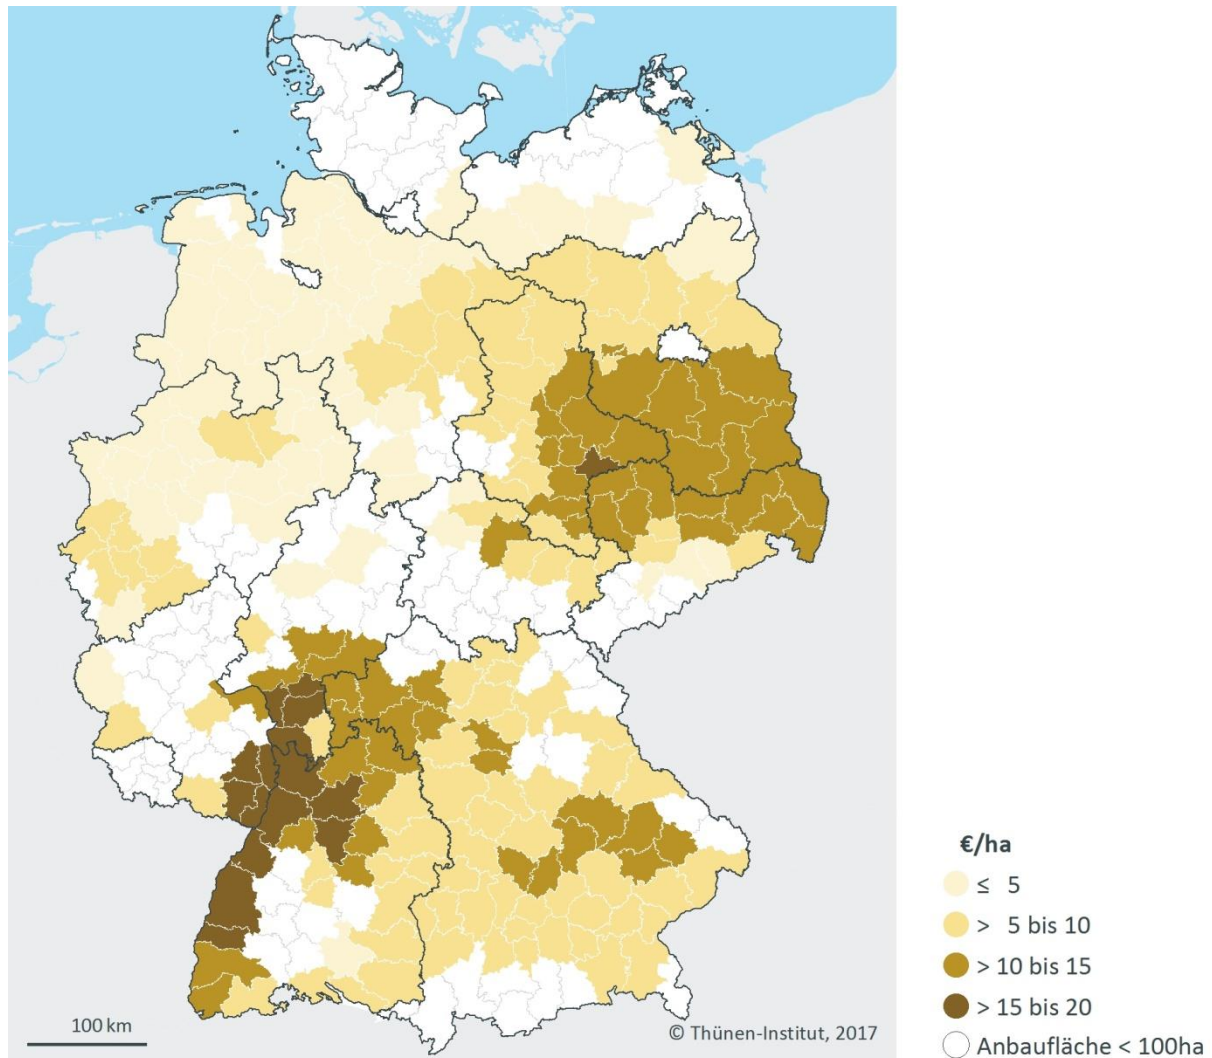 €/ha
≤ 5
> 5 bis 10
> 10 bis 15
> 15 bis 20
Anbaufläche < 100ha
100 km
© Thünen-Institut, 2017